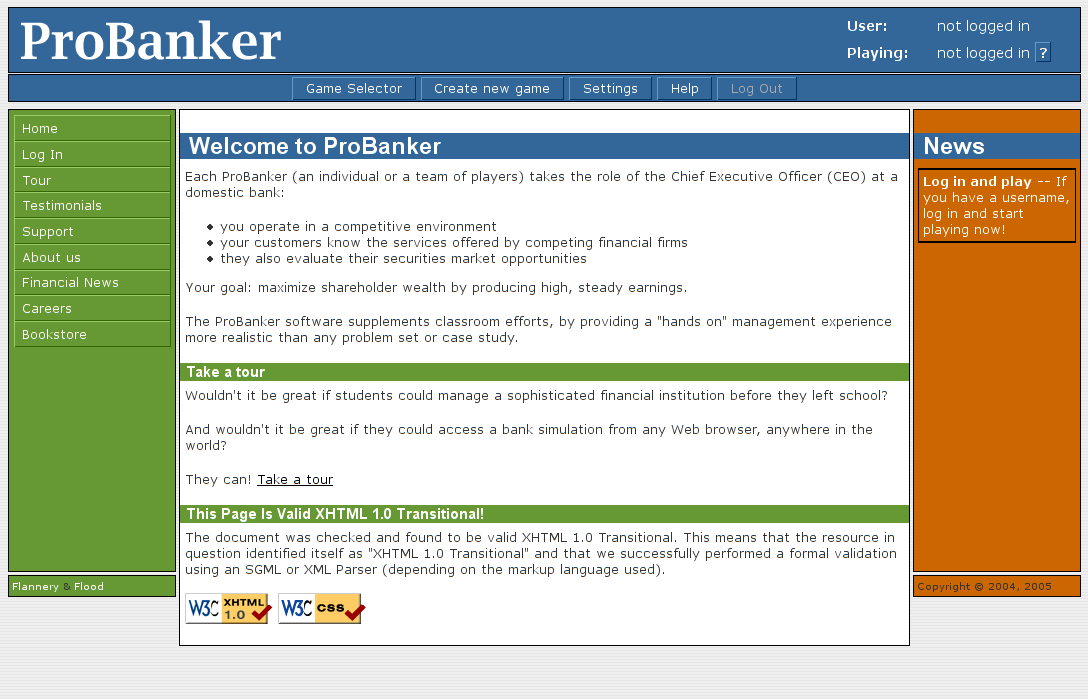 ProBanker
User: not logged in
Playing: not logged in ?
Game Selector Create new game Settings Help Log Out
Home
Log In
Tour
Testimonials
Support
About us
Financial News
Careers
Bookstore
Flannery & Flood
Welcome to ProBanker
Each ProBanker (an individual or a team of players) takes the role of the Chief Executive Officer (CEO) at a
domestic bank:
you operate in a competitive environment
your customers know the services offered by competing financial firms
they also evaluate their securities market opportunities
Your goal: maximize shareholder wealth by producing high, steady earnings.
The ProBanker software supplements classroom efforts, by providing a "hands on" management experience
more realistic than any problem set or case study.
Take a tour
Wouldn't it be great if students could manage a sophisticated financial institution before they left school?
And wouldn't it be great if they could access a bank simulation from any Web browser, anywhere in the
world?
They can! Take a tour
This Page Is Valid XHTML 1.0 Transitional!
The document was checked and found to be valid XHTML 1.0 Transitional. This means that the resource in
question identified itself as "XHTML 1.0 Transitional" and that we successfully performed a formal validation
using an SGML or XML Parser (depending on the markup language used).
W3C XHTML 1.0 W3C CSS
News
Log in and play -- If
you have a username,
log in and start
playing now!
Copyright © 2004, 2005